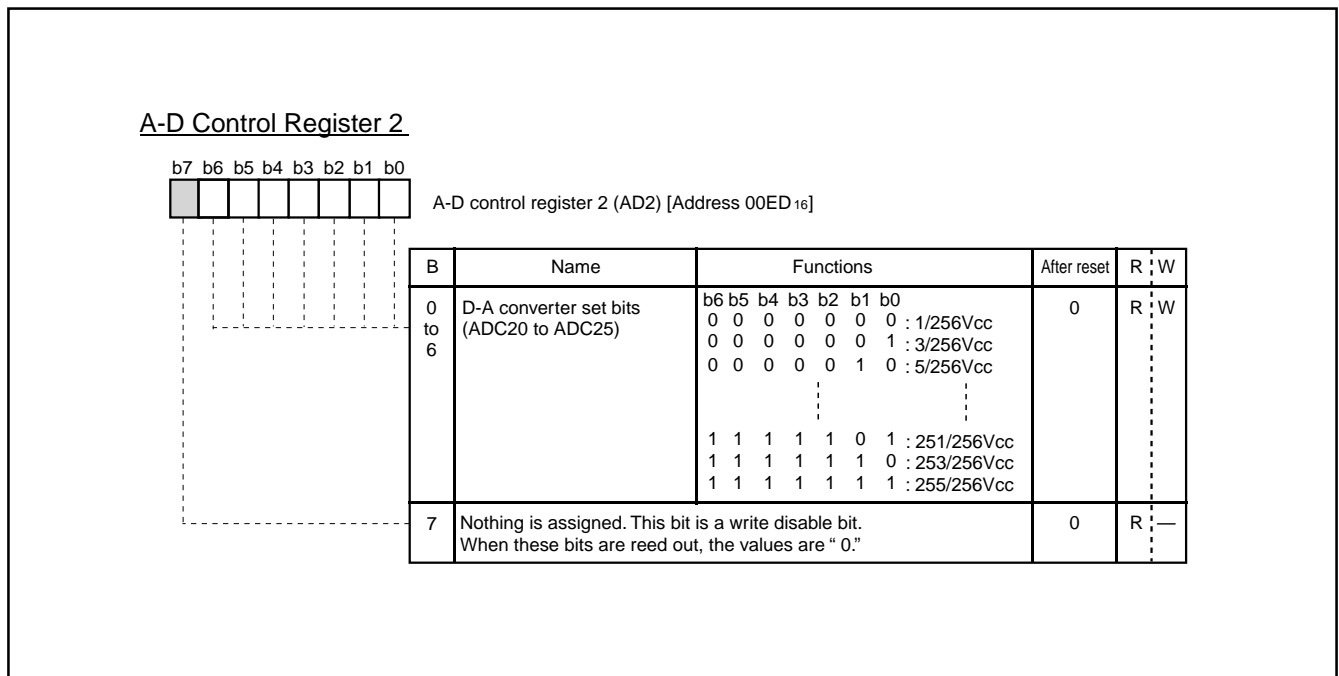 A-D Control Register 2
b7 b6 b5 b4 b3 b2 b1 b0
A-D control register 2 (AD2) [Address 00ED16]
B Name Functions After reset R W
0 to 6 D-A converter set bits (ADC20 to ADC25) 0 R W
b6 b5 b4 b3 b2 b1 b0
0 0 0 0 0 0 0 : 1/256Vcc
0 0 0 0 0 0 1 : 3/256Vcc
0 0 0 0 0 1 0 : 5/256Vcc
1 1 1 1 1 0 1 : 251/256Vcc
1 1 1 1 1 1 0 : 253/256Vcc
1 1 1 1 1 1 1 : 255/256Vcc
7 Nothing is assigned. This bit is a write disable bit. 0 R —
When these bits are reed out, the values are “ 0.”